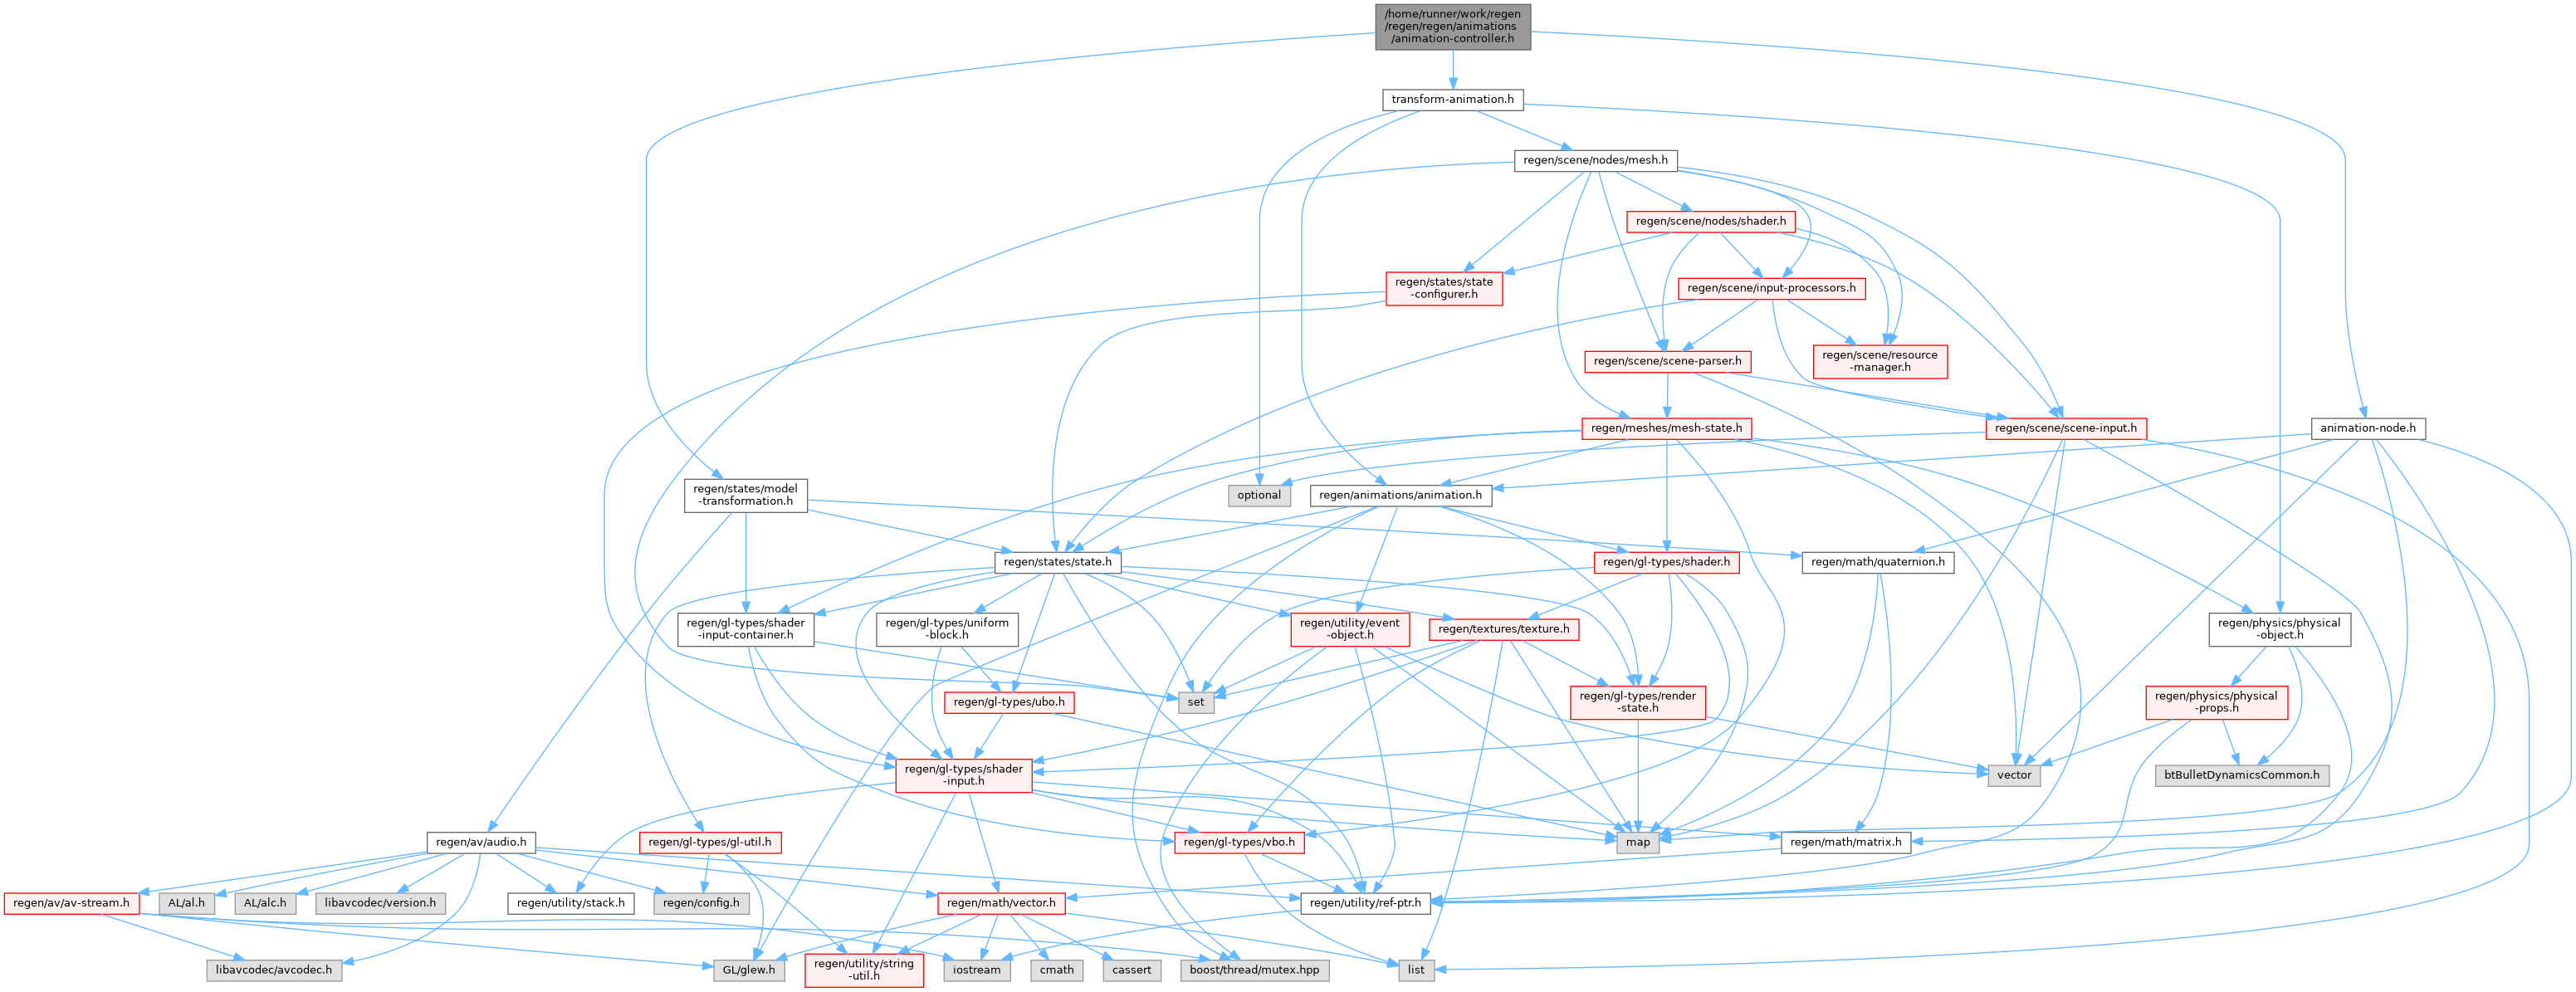 /home/runner/work/regen
/regen/regen/animations
/animation-controller.h
transform-animation.h
regen/scene/nodes/mesh.h
regen/scene/nodes/shader.h
regen/states/state
-configurer.h
regen/scene/input-processors.h
regen/scene/scene-parser.h
regen/scene/resource
-manager.h
regen/meshes/mesh-state.h
regen/scene/scene-input.h
animation-node.h
regen/states/model
-transformation.h
optional
regen/animations/animation.h
regen/states/state.h
regen/gl-types/shader.h
regen/math/quaternion.h
regen/gl-types/shader
-input-container.h
regen/gl-types/uniform
-block.h
regen/utility/event
-object.h
regen/textures/texture.h
regen/physics/physical
-object.h
regen/gl-types/ubo.h
set
regen/gl-types/render
-state.h
regen/physics/physical
-props.h
regen/gl-types/shader
-input.h
vector
btBulletDynamicsCommon.h
regen/av/audio.h
regen/gl-types/gl-util.h
regen/gl-types/vbo.h
map
regen/math/matrix.h
regen/av/av-stream.h
AL/al.h
AL/alc.h
libavcodec/version.h
regen/utility/stack.h
regen/config.h
regen/math/vector.h
regen/utility/ref-ptr.h
libavcodec/avcodec.h
GL/glew.h
regen/utility/string
-util.h
iostream
cmath
cassert
boost/thread/mutex.hpp
list